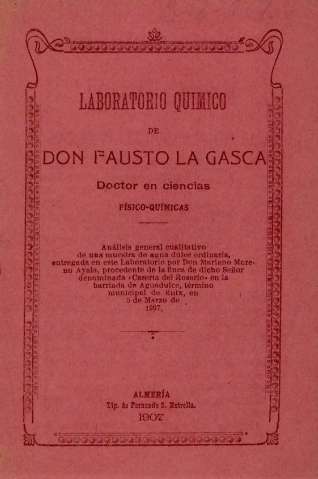 LABORATORIO QUIMICO
DE
DON FAUSTO LA GASCA
Doctor en ciencias
FÍSICO-QUÍMICAS
Análisis general cualitativo
de una muestra de agua dulce ordinaria,
entregada en este Laboratorio por Don Mariano More-
no Ayala, procedente de la finca de dicho Señor
denominada «Casería del Rosario» en la
barriada de Aguadulce, término
municipal de Enix, en
5 de Marzo de
1907.
ALMERÍA
Tip. de Fernando S. Estrella.
1907